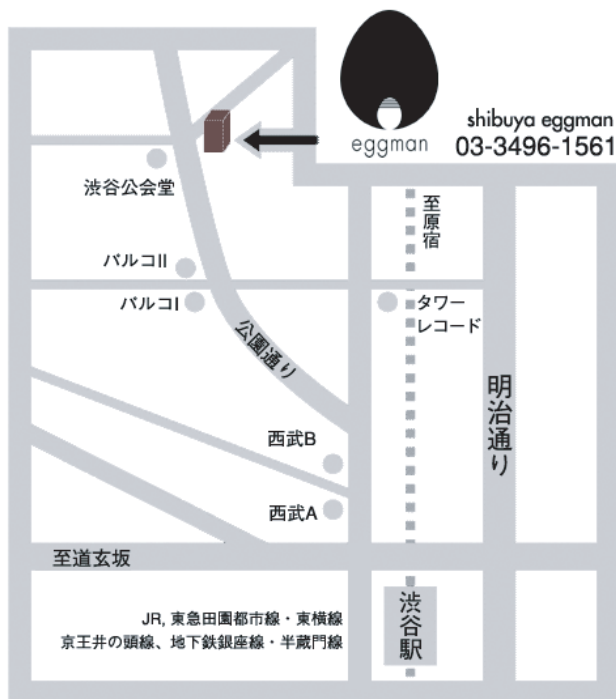 eggman
shibuya eggman
03-3496-1561
渋谷公会堂
至原宿
パルコII
パルコI
タワー
レコード
公園通り
明治通り
西武B
西武A
至道玄坂
JR, 東急田園都市線・東横線
京王井の頭線、地下鉄銀座線・半蔵門線
渋谷駅